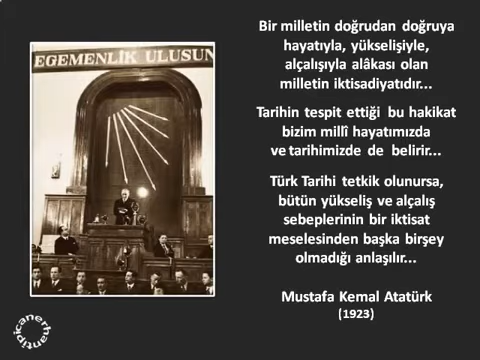 EGEMENLİK ULUSUN
Bir milletin doğrudan doğruya
hayatıyla, yükselişiyle,
alçalışıyla alâkası olan
milletin iktisadiyatıdır...
Tarihin tespit ettiği bu hakikat
bizim millî hayatımızda
ve tarihimizde de belirir...
Türk Tarihi tetkik olunursa,
bütün yükseliş ve alçalış
sebeplerinin bir iktisat
meselesinden başka birşey
olmadığı anlaşılır...
Mustafa Kemal Atatürk
(1923)
canerhantipi